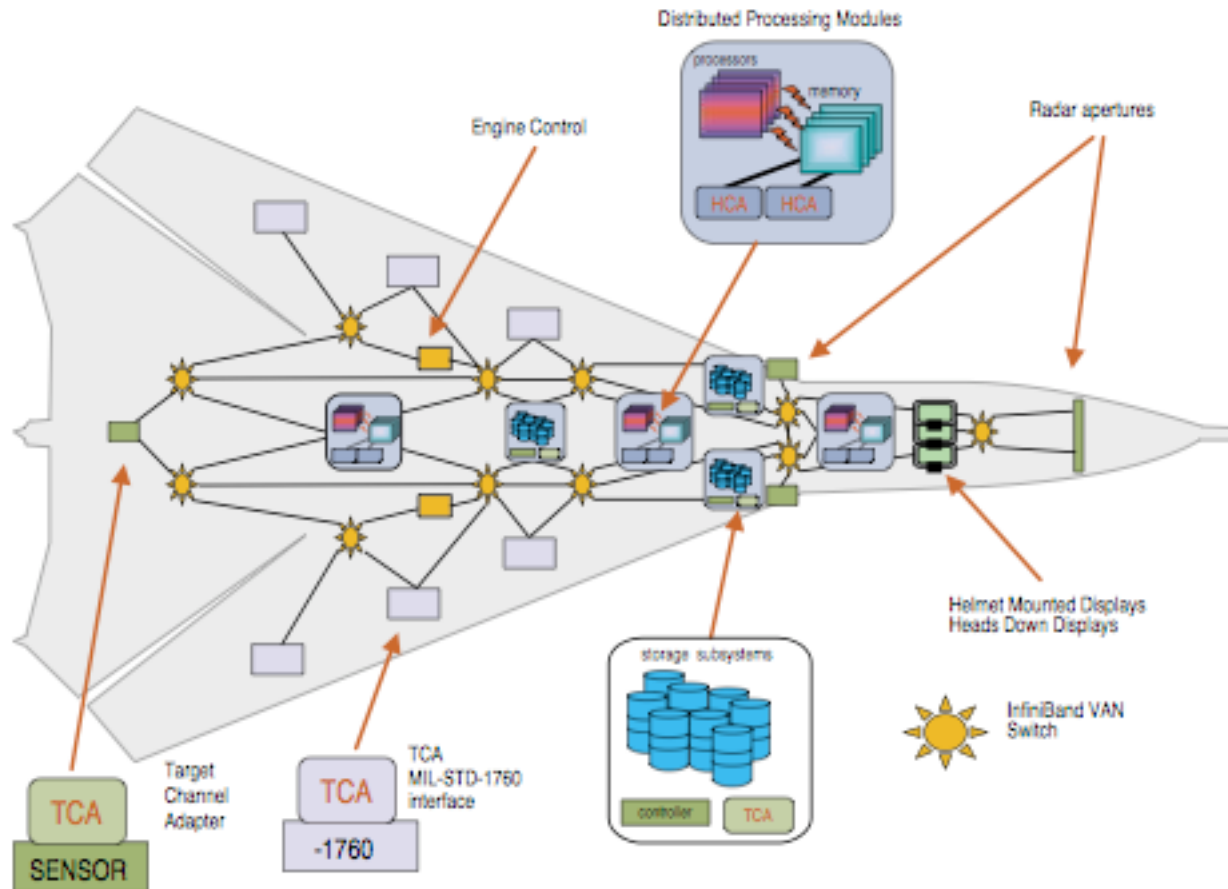 Distributed Processing Modules
processors
memory
HCA
HCA
Engine Control
Radar apertures
Helmet Mounted Displays
Heads Down Displays
storage subsystems
controller
TCA
InfiniBand VAN
Switch
TCA
SENSOR
Target
Channel
Adapter
TCA
-1760
TCA
MIL-STD-1760
interface